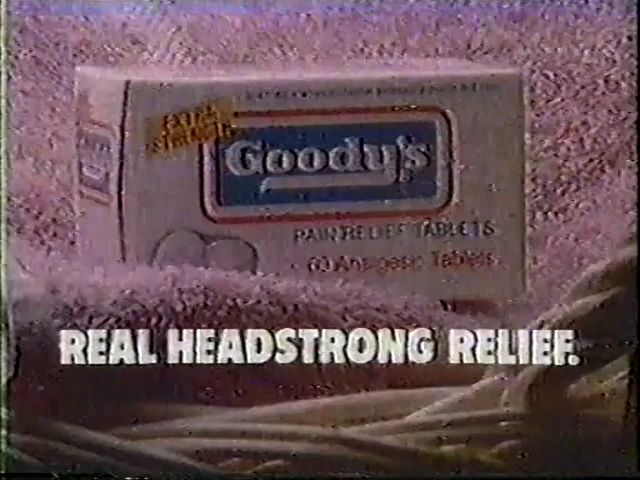 EXTRA
STRENGTH
Goody's
PAIN RELIEF TABLETS
60 Analgesic Tablets
REAL HEADSTRONG RELIEF.